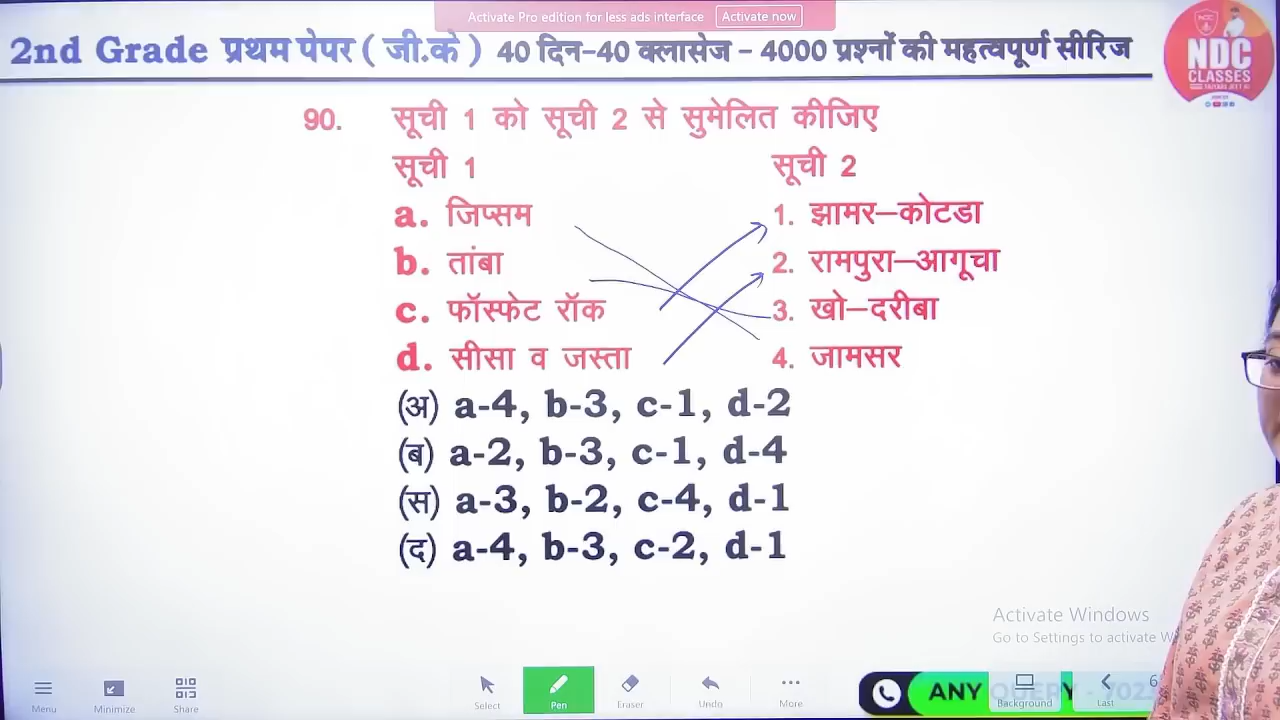 Activate Pro edition for less ads interface Activate now
2nd Grade प्रथम पेपर ( जी.के ) 40 दिन-40 क्लासेज - 4000 प्रश्नों की महत्वपूर्ण सीरिज
NDC
CLASSES
90. सूची 1 को सूची 2 से सुमेलित कीजिए
सूची 1 सूची 2
a. जिप्सम 1. झामर–कोटडा
b. तांबा 2. रामपुरा–आगूचा
c. फॉस्फेट रॉक 3. खो–दरीबा
d. सीसा व जस्ता 4. जामसर
(अ) a-4, b-3, c-1, d-2
(ब) a-2, b-3, c-1, d-4
(स) a-3, b-2, c-4, d-1
(द) a-4, b-3, c-2, d-1
Activate Windows
Go to Settings to activate W
Menu Minimize Share Select Pen Eraser Undo More ANY QUERY - 702 Background Last 6